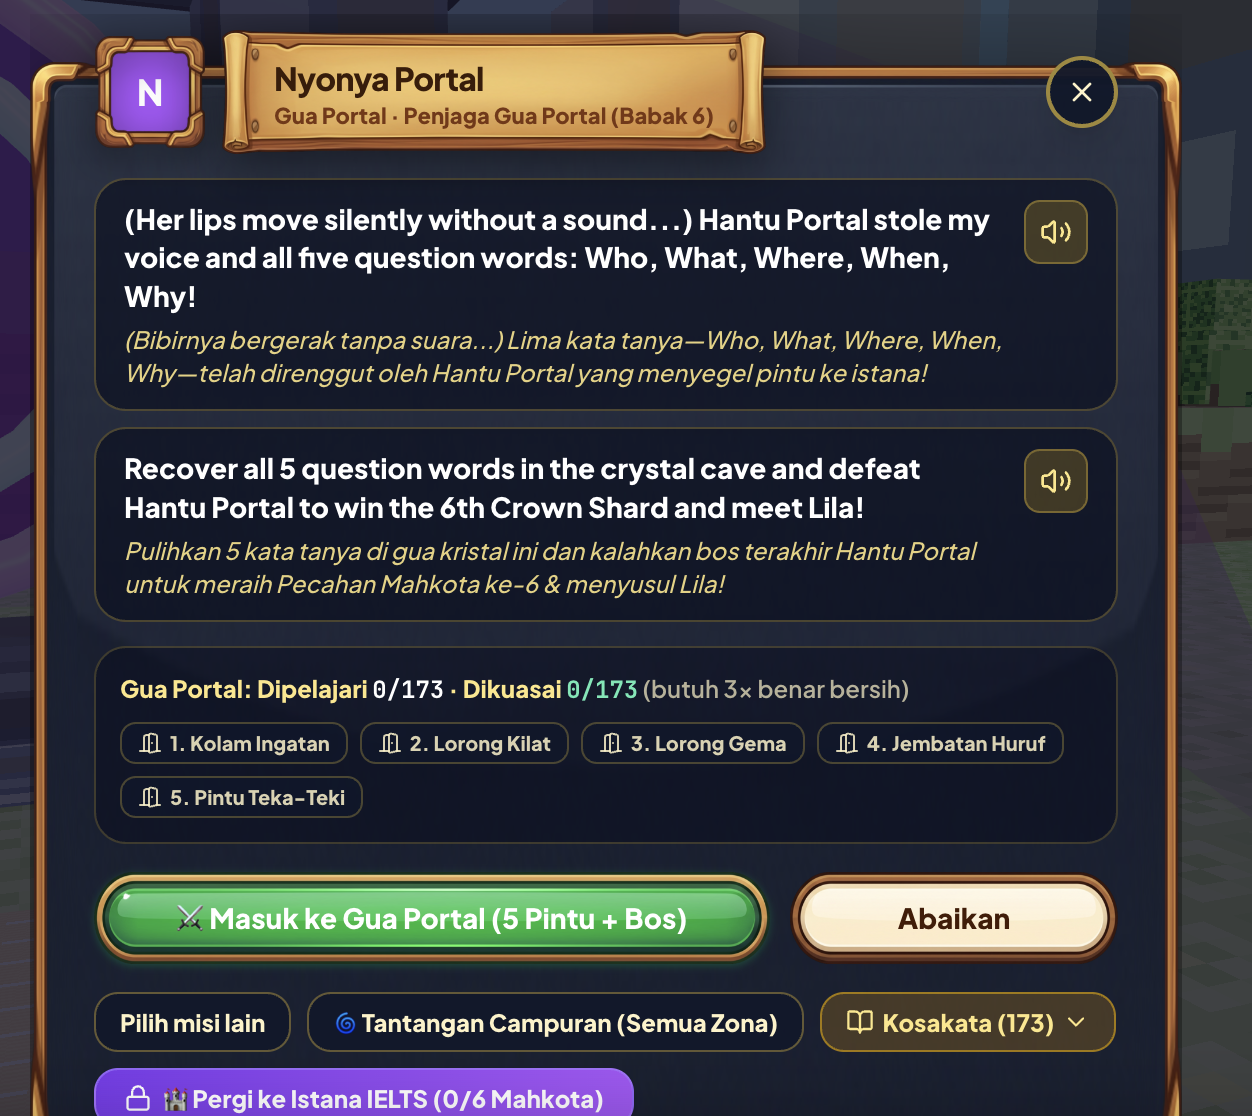 N
Nyonya Portal
Gua Portal · Penjaga Gua Portal (Babak 6)
(Her lips move silently without a sound...) Hantu Portal stole my
voice and all five question words: Who, What, Where, When,
Why!
(Bibirnya bergerak tanpa suara...) Lima kata tanya—Who, What, Where, When,
Why—telah direnggut oleh Hantu Portal yang menyegel pintu ke istana!
Recover all 5 question words in the crystal cave and defeat
Hantu Portal to win the 6th Crown Shard and meet Lila!
Pulihkan 5 kata tanya di gua kristal ini dan kalahkan bos terakhir Hantu Portal
untuk meraih Pecahan Mahkota ke-6 & menyusul Lila!
Gua Portal: Dipelajari 0/173 · Dikuasai 0/173 (butuh 3× benar bersih)
1. Kolam Ingatan 2. Lorong Kilat 3. Lorong Gema 4. Jembatan Huruf
5. Pintu Teka-Teki
Masuk ke Gua Portal (5 Pintu + Bos) Abaikan
Pilih misi lain Tantangan Campuran (Semua Zona) Kosakata (173)
Pergi ke Istana IELTS (0/6 Mahkota)